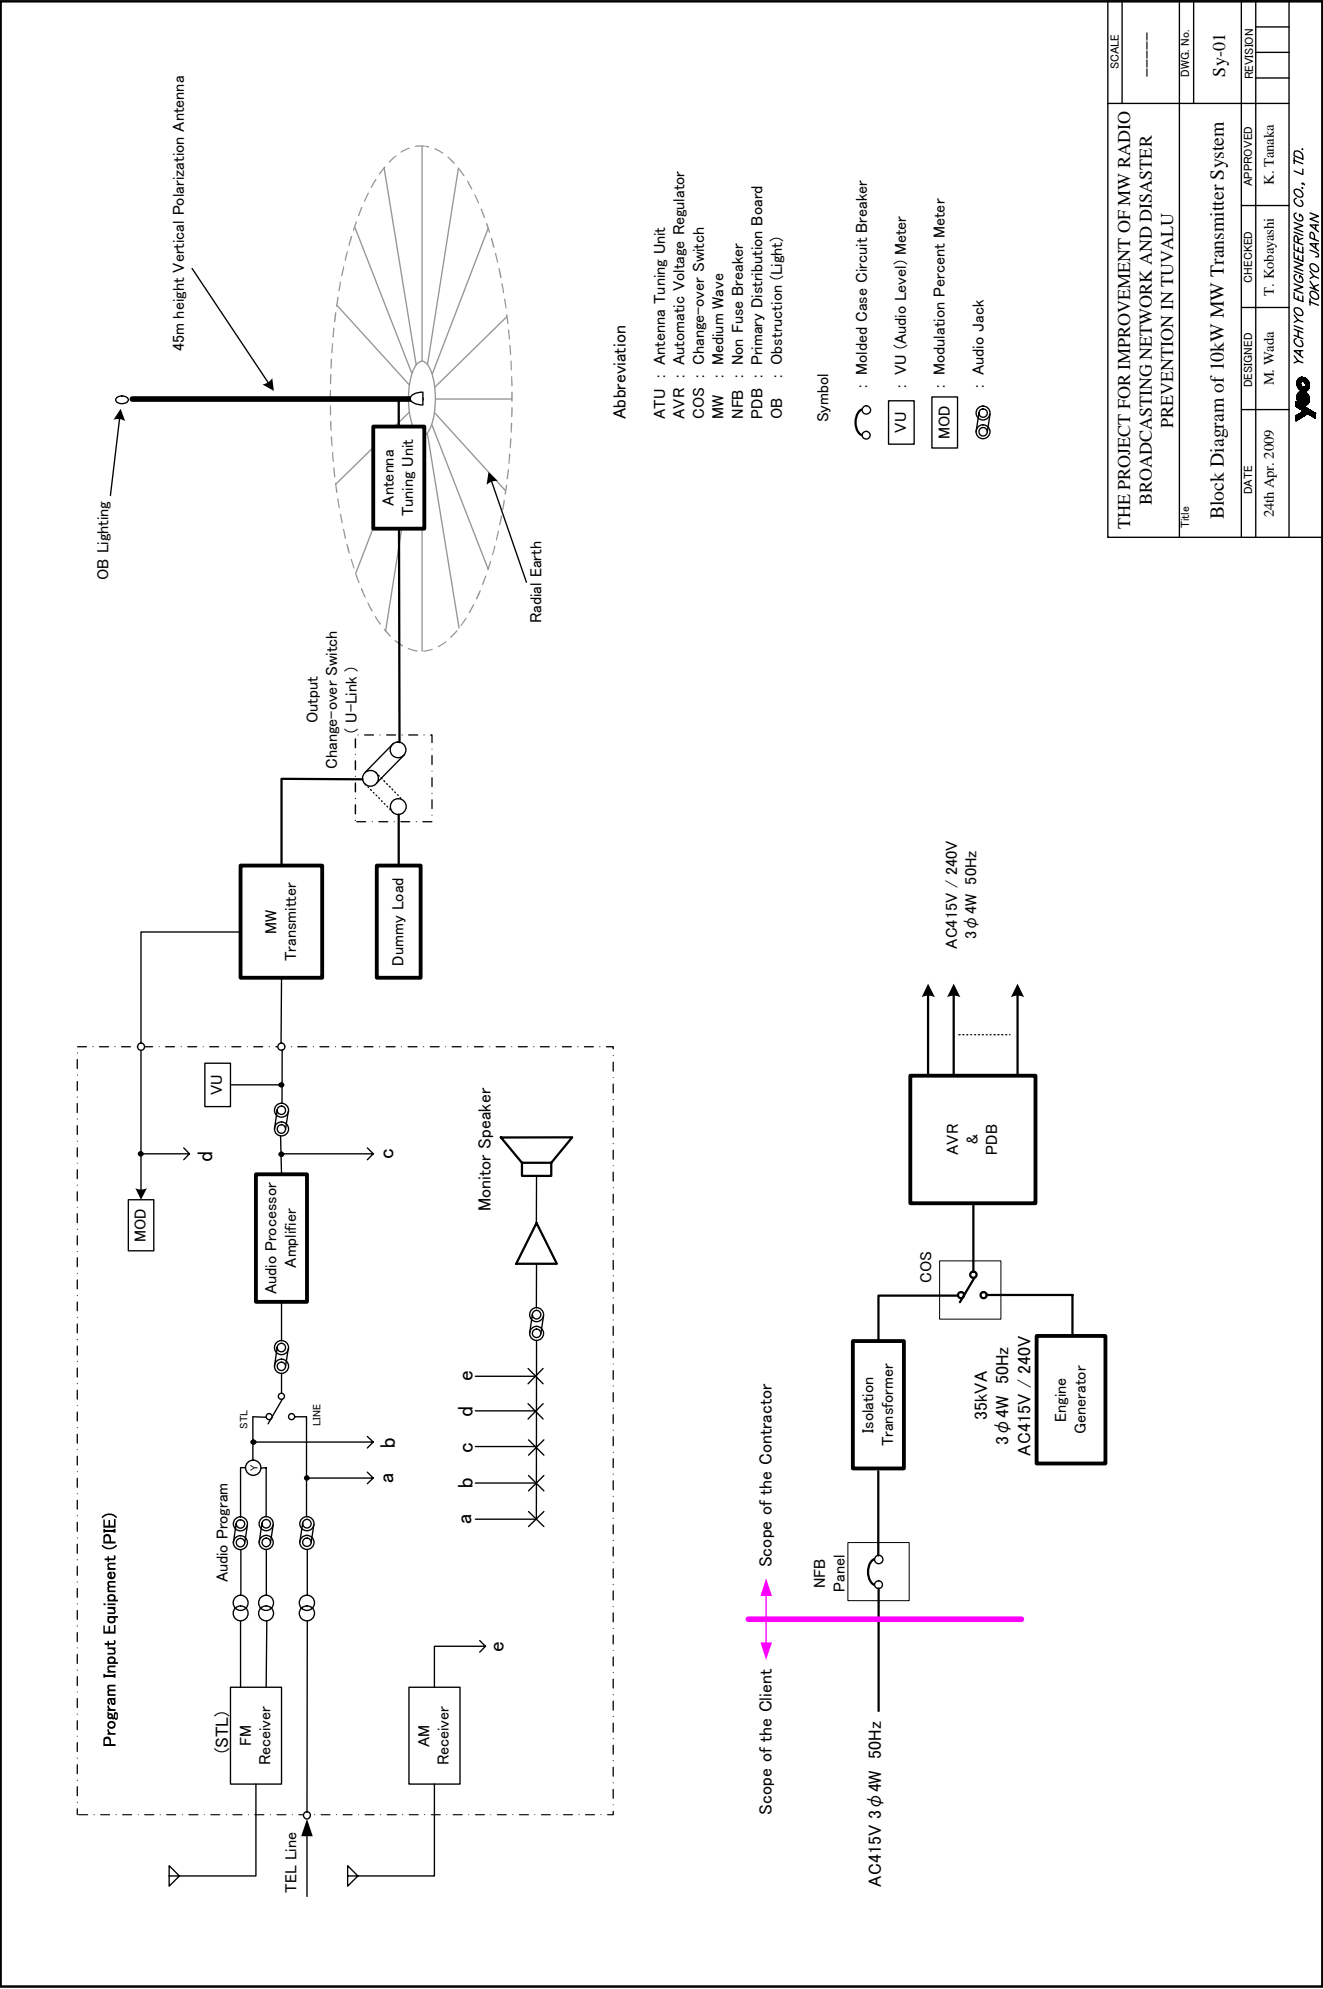 OB Lighting
45m height Vertical Polarization Antenna
Output
Change-over Switch
( U-Link )
Antenna
Tuning Unit
Radial Earth
MW
Transmitter
Dummy Load
Program Input Equipment (PIE)
MOD
d
VU
(STL)
FM
Receiver
Audio Program
Y
STL
LINE
Audio Processor
Amplifier
c
b
a
TEL Line
AM
Receiver
e
a
b
c
d
e
Monitor Speaker
Abbreviation
ATU : Antenna Tuning Unit
AVR : Automatic Voltage Regulator
COS : Change-over Switch
MW : Medium Wave
NFB : Non Fuse Breaker
PDB : Primary Distribution Board
OB : Obstruction (Light)
Symbol
: Molded Case Circuit Breaker
VU : VU (Audio Level) Meter
MOD : Modulation Percent Meter
: Audio Jack
Scope of the Client
Scope of the Contractor
AC415V 3φ4W 50Hz
NFB
Panel
Isolation
Transformer
COS
35kVA
3φ4W 50Hz
AC415V / 240V
Engine
Generator
AVR
&
PDB
AC415V / 240V
3φ4W 50Hz
THE PROJECT FOR IMPROVEMENT OF MW RADIO
BROADCASTING NETWORK AND DISASTER
PREVENTION IN TUVALU
SCALE
-----
Title
Block Diagram of 10kW MW Transmitter System
DWG. No.
Sy-01
DATE DESIGNED CHECKED APPROVED REVISION
24th Apr. 2009 M. Wada T. Kobayashi K. Tanaka
yeo YACHIYO ENGINEERING CO., LTD.
TOKYO JAPAN